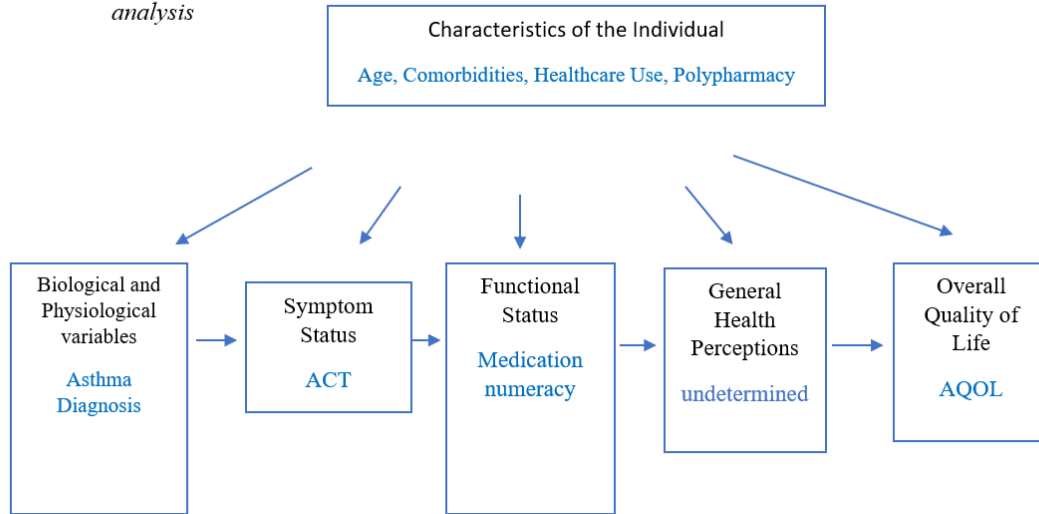 analysis
Characteristics of the Individual
Age, Comorbidities, Healthcare Use, Polypharmacy
Biological and
Physiological
variables
Asthma
Diagnosis
Symptom
Status
ACT
Functional
Status
Medication
numeracy
General
Health
Perceptions
undetermined
Overall
Quality of
Life
AQOL